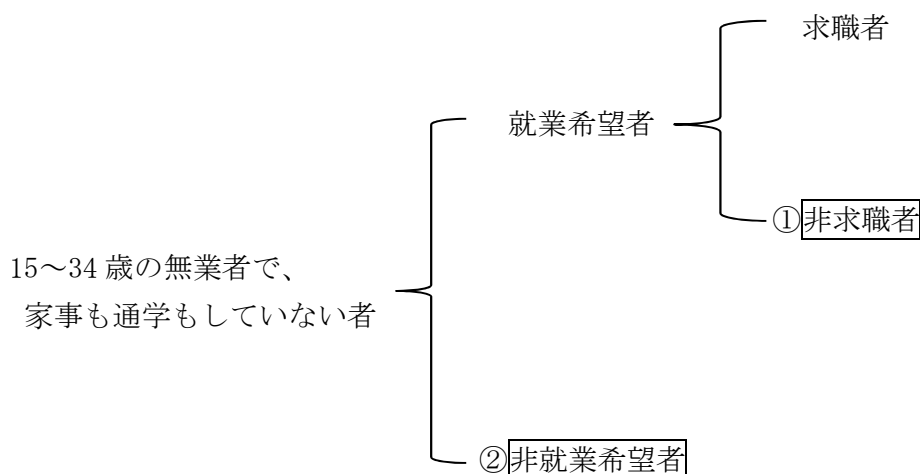 求職者
就業希望者
①非求職者
15～34 歳の無業者で、
家事も通学もしていない者
②非就業希望者